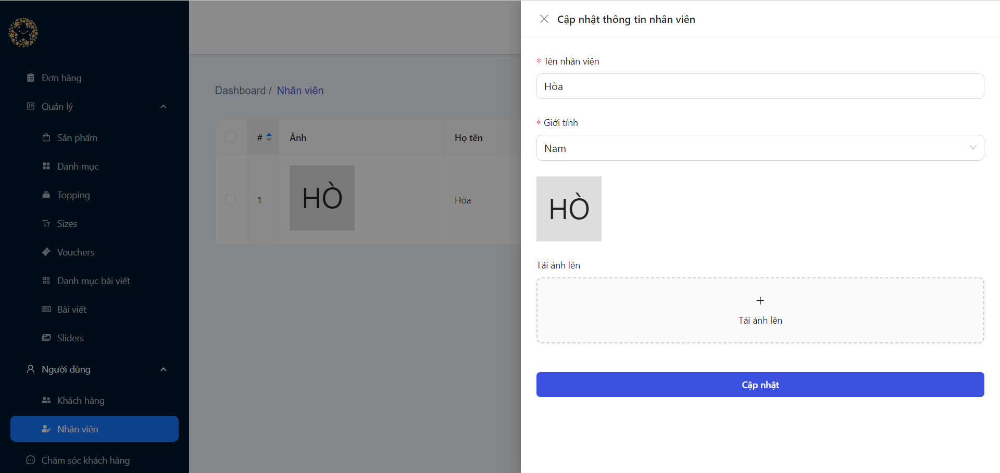 Đơn hàng
Quản lý
Sản phẩm
Danh mục
Topping
Tт Sizes
Vouchers
Danh mục bài viết
Bài viết
Sliders
Người dùng
Khách hàng
Nhân viên
Chăm sóc khách hàng
Dashboard / Nhân viên
# Ảnh Họ tên
1 HÒ Hòa
Cập nhật thông tin nhân viên
* Tên nhân viên
Hòa
* Giới tính
Nam
HÒ
Tải ảnh lên
+
Tải ảnh lên
Cập nhật